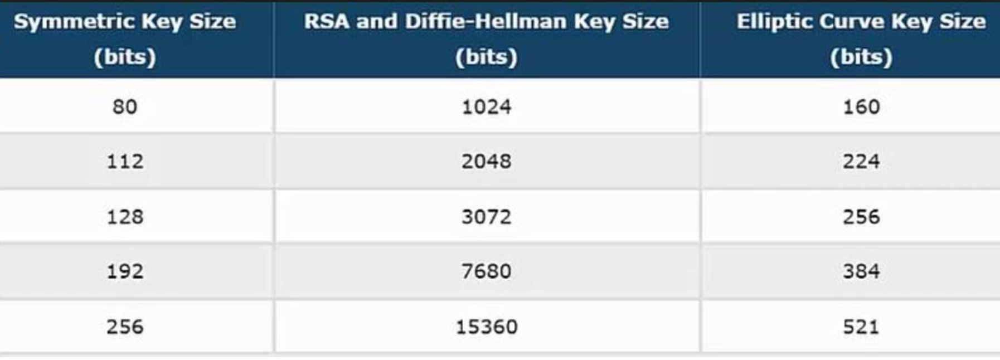 Symmetric Key Size (bits) RSA and Diffie-Hellman Key Size (bits) Elliptic Curve Key Size (bits)
80 1024 160
112 2048 224
128 3072 256
192 7680 384
256 15360 521